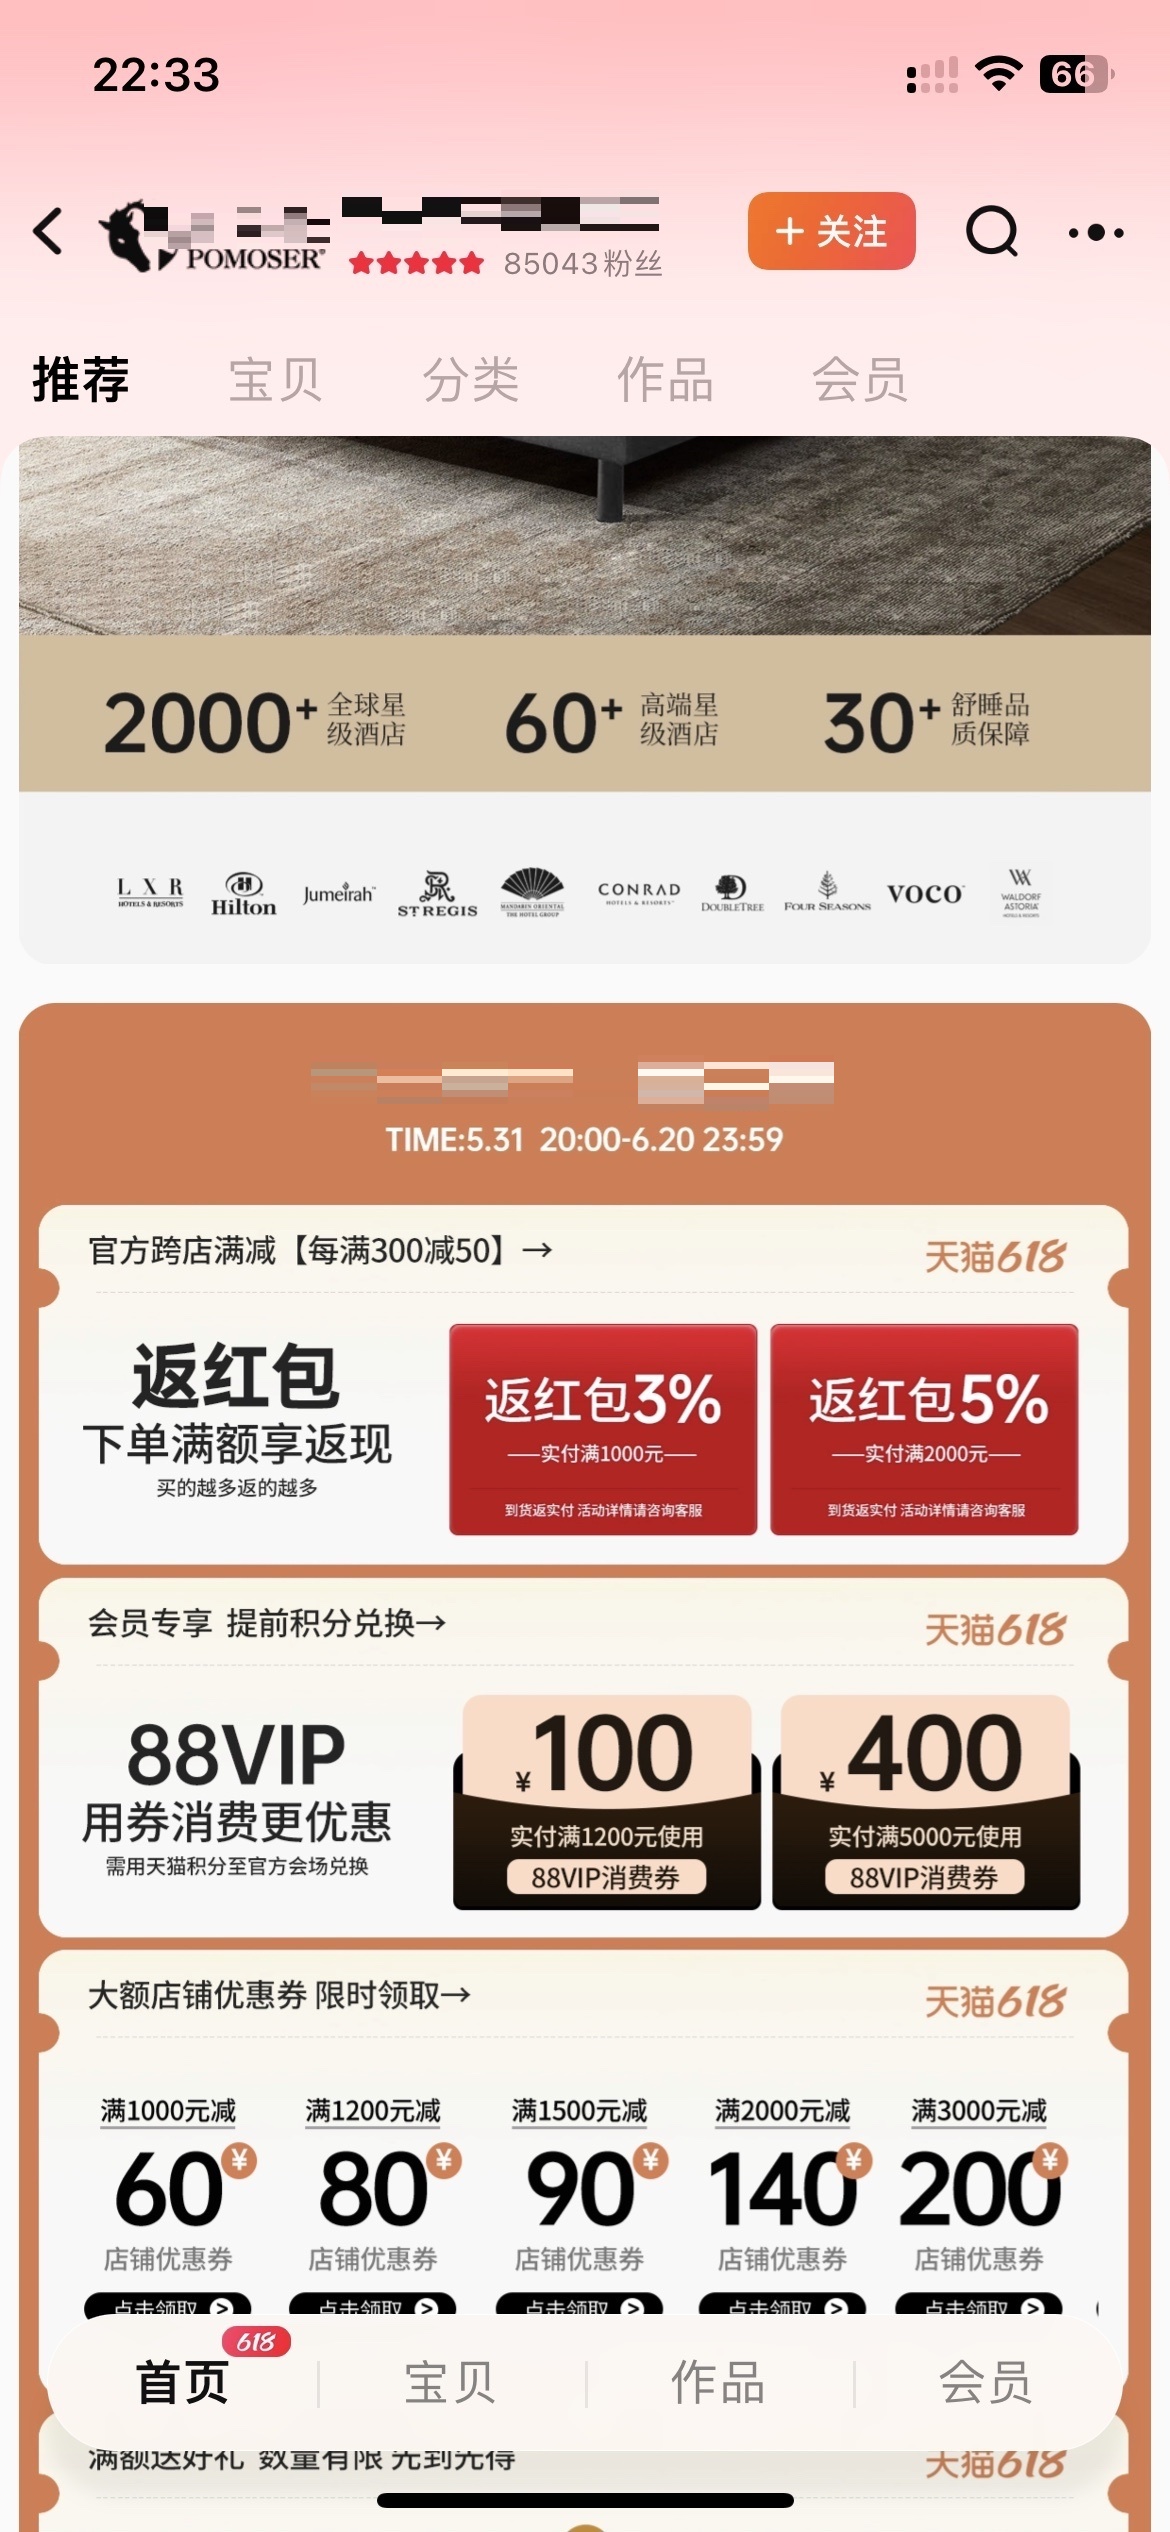 22:33
66
POMOSER
85043粉丝
+ 关注
推荐 宝贝 分类 作品 会员
2000+ 全球星级酒店 60+ 高端星级酒店 30+ 舒睡品质保障
LXR HOTELS & RESORTS
Hilton
Jumeirah
ST REGIS
MANDARIN ORIENTAL THE HOTEL GROUP
CONRAD HOTELS & RESORTS
DOUBLETREE
FOUR SEASONS
VOCO
WALDORF ASTORIA HOTELS & RESORTS
TIME:5.31 20:00-6.20 23:59
官方跨店满减【每满300减50】→ 天猫618
返红包
下单满额享返现
买的越多返的越多
返红包3%
实付满1000元
到货返实付 活动详情请咨询客服
返红包5%
实付满2000元
到货返实付 活动详情请咨询客服
会员专享 提前积分兑换→ 天猫618
88VIP
用券消费更优惠
需用天猫积分至官方会场兑换
¥100
实付满1200元使用
88VIP消费券
¥400
实付满5000元使用
88VIP消费券
大额店铺优惠券 限时领取→ 天猫618
满1000元减 满1200元减 满1500元减 满2000元减 满3000元减
60¥ 80¥ 90¥ 140¥ 200¥
店铺优惠券 店铺优惠券 店铺优惠券 店铺优惠券 店铺优惠券
点击领取 点击领取 点击领取 点击领取 点击领取
618
首页 宝贝 作品 会员
满额送好礼 数量有限 先到先得 天猫618